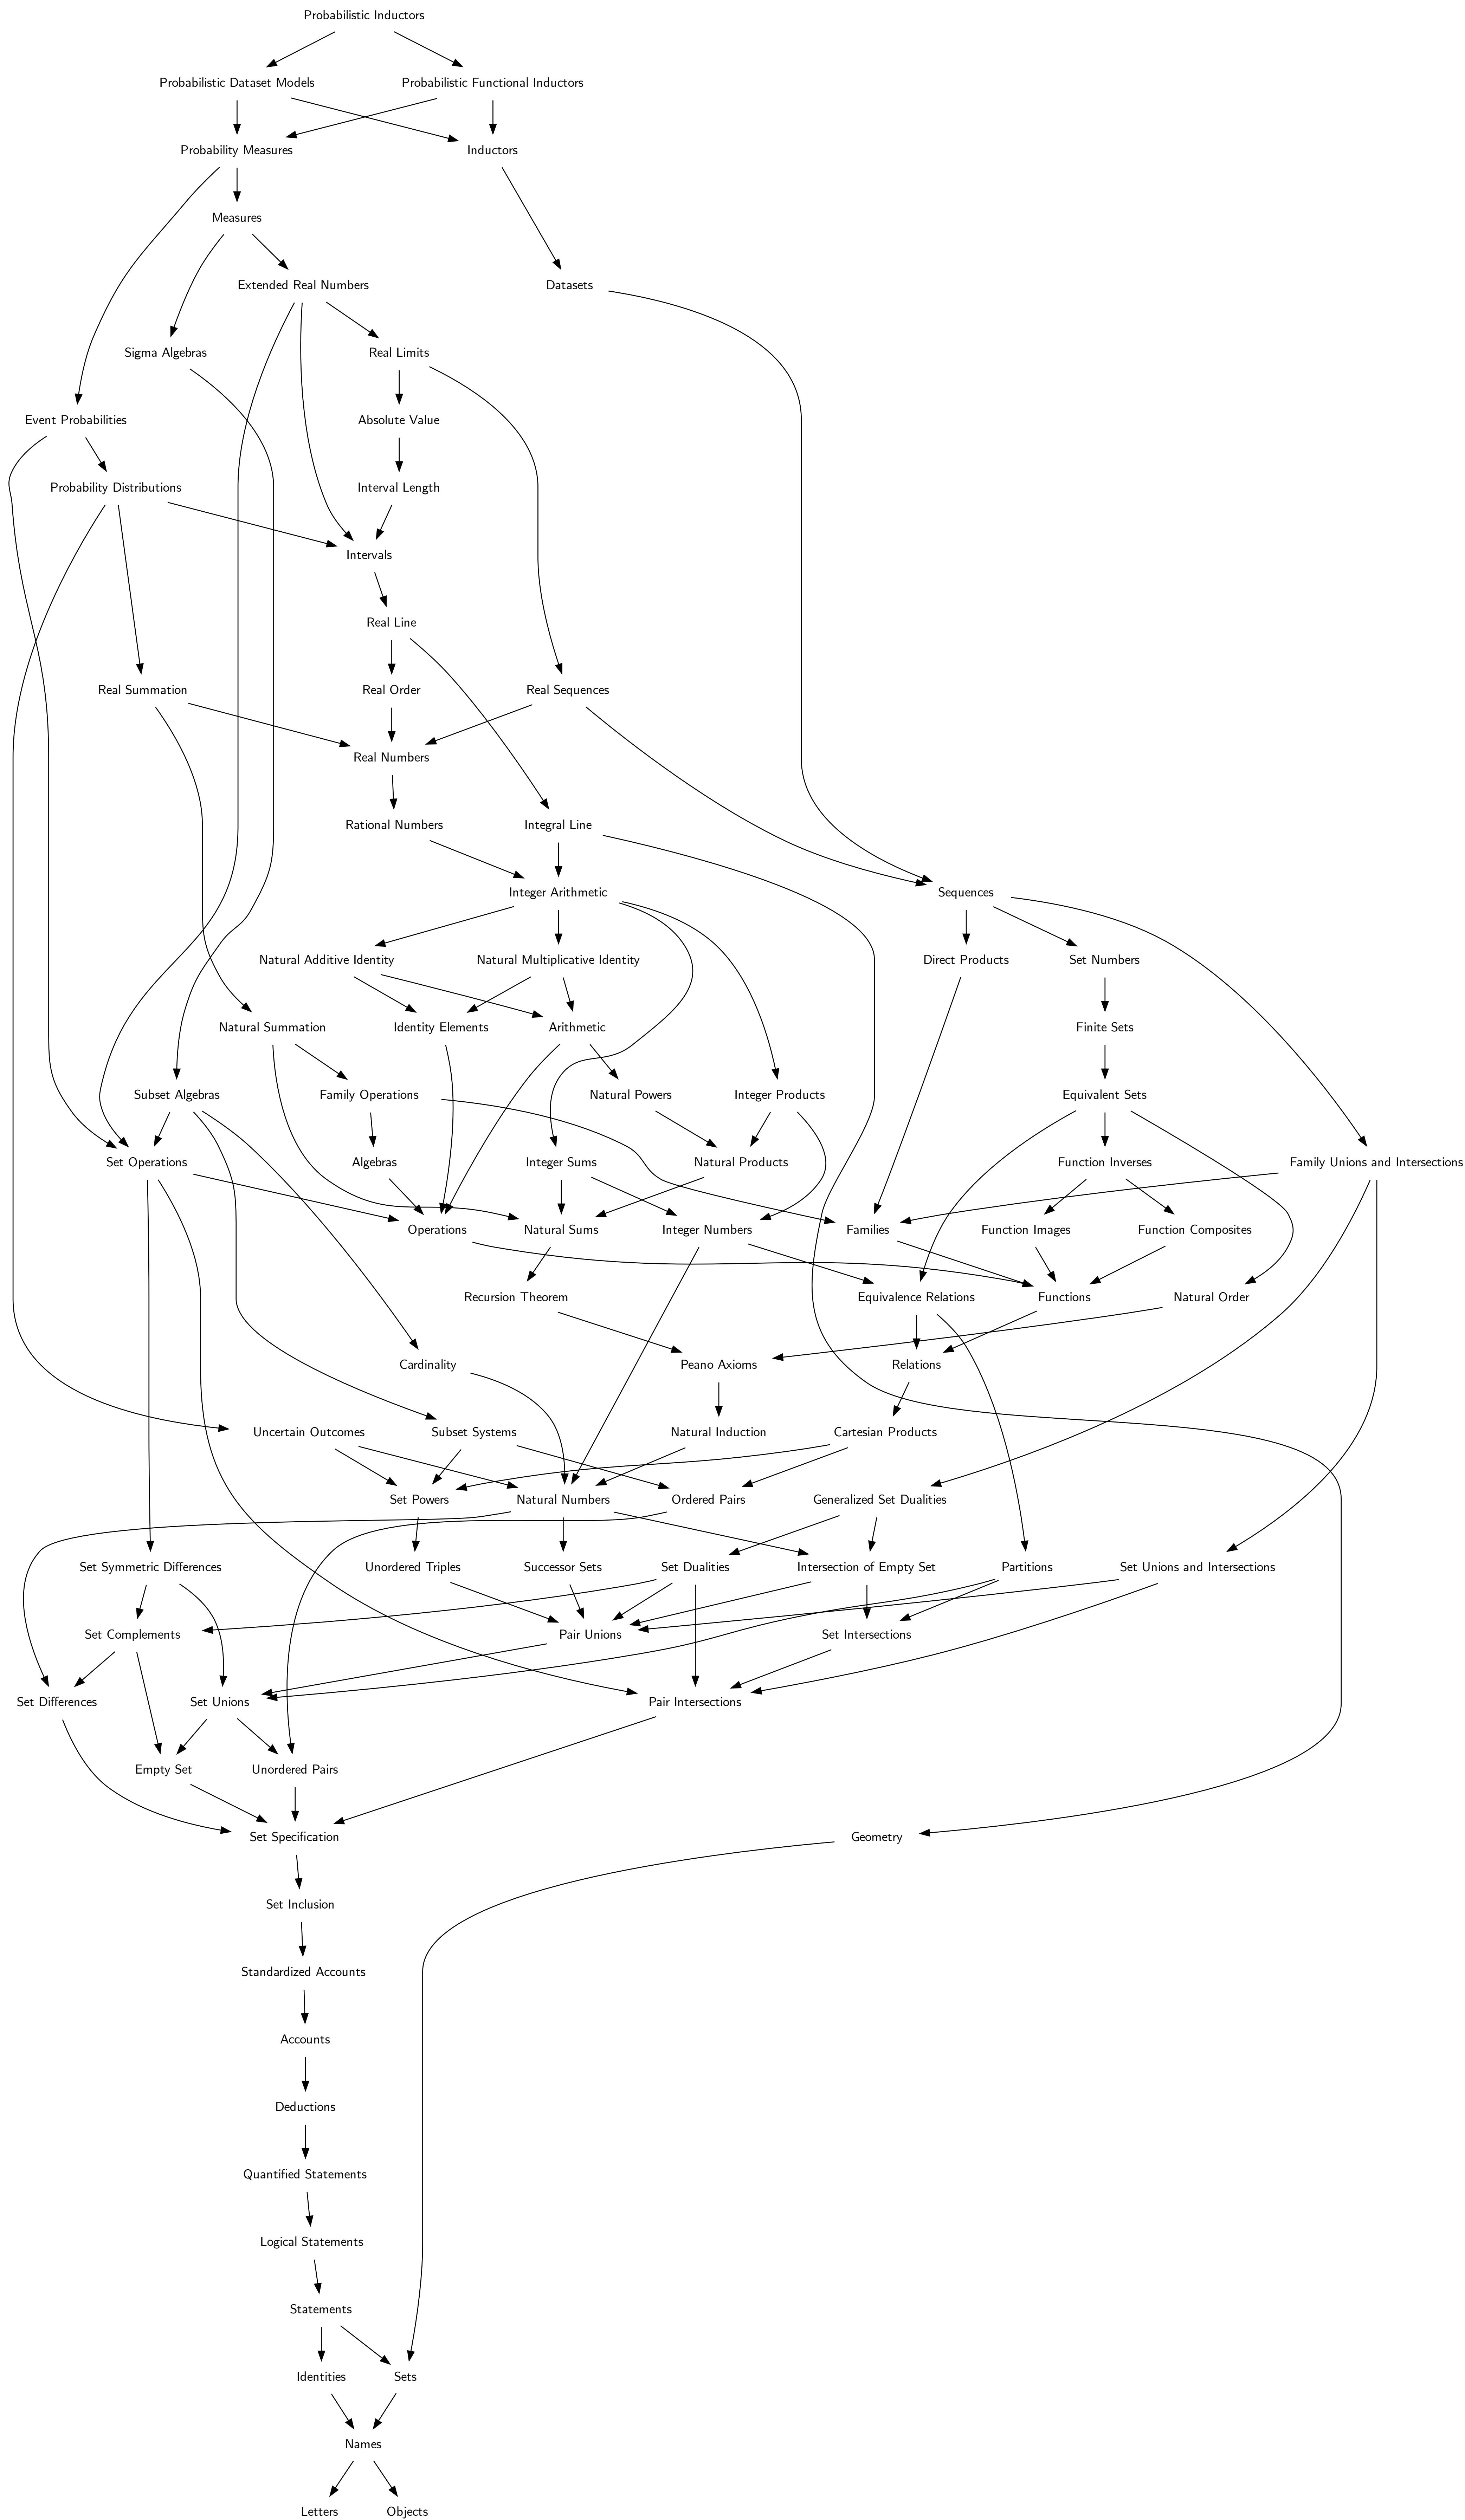 Probabilistic Inductors
Probabilistic Dataset Models
Probabilistic Functional Inductors
Probability Measures
Inductors
Measures
Extended Real Numbers
Datasets
Sigma Algebras
Real Limits
Event Probabilities
Absolute Value
Probability Distributions
Interval Length
Intervals
Real Line
Real Summation
Real Order
Real Sequences
Real Numbers
Rational Numbers
Integral Line
Integer Arithmetic
Sequences
Natural Additive Identity
Natural Multiplicative Identity
Direct Products
Set Numbers
Natural Summation
Identity Elements
Arithmetic
Finite Sets
Subset Algebras
Family Operations
Natural Powers
Integer Products
Equivalent Sets
Set Operations
Algebras
Integer Sums
Natural Products
Function Inverses
Family Unions and Intersections
Operations
Natural Sums
Integer Numbers
Families
Function Images
Function Composites
Recursion Theorem
Equivalence Relations
Functions
Natural Order
Cardinality
Peano Axioms
Relations
Uncertain Outcomes
Subset Systems
Natural Induction
Cartesian Products
Set Powers
Natural Numbers
Ordered Pairs
Generalized Set Dualities
Set Symmetric Differences
Unordered Triples
Successor Sets
Set Dualities
Intersection of Empty Set
Partitions
Set Unions and Intersections
Set Complements
Pair Unions
Set Intersections
Set Differences
Set Unions
Pair Intersections
Empty Set
Unordered Pairs
Set Specification
Geometry
Set Inclusion
Standardized Accounts
Accounts
Deductions
Quantified Statements
Logical Statements
Statements
Identities
Sets
Names
Letters
Objects